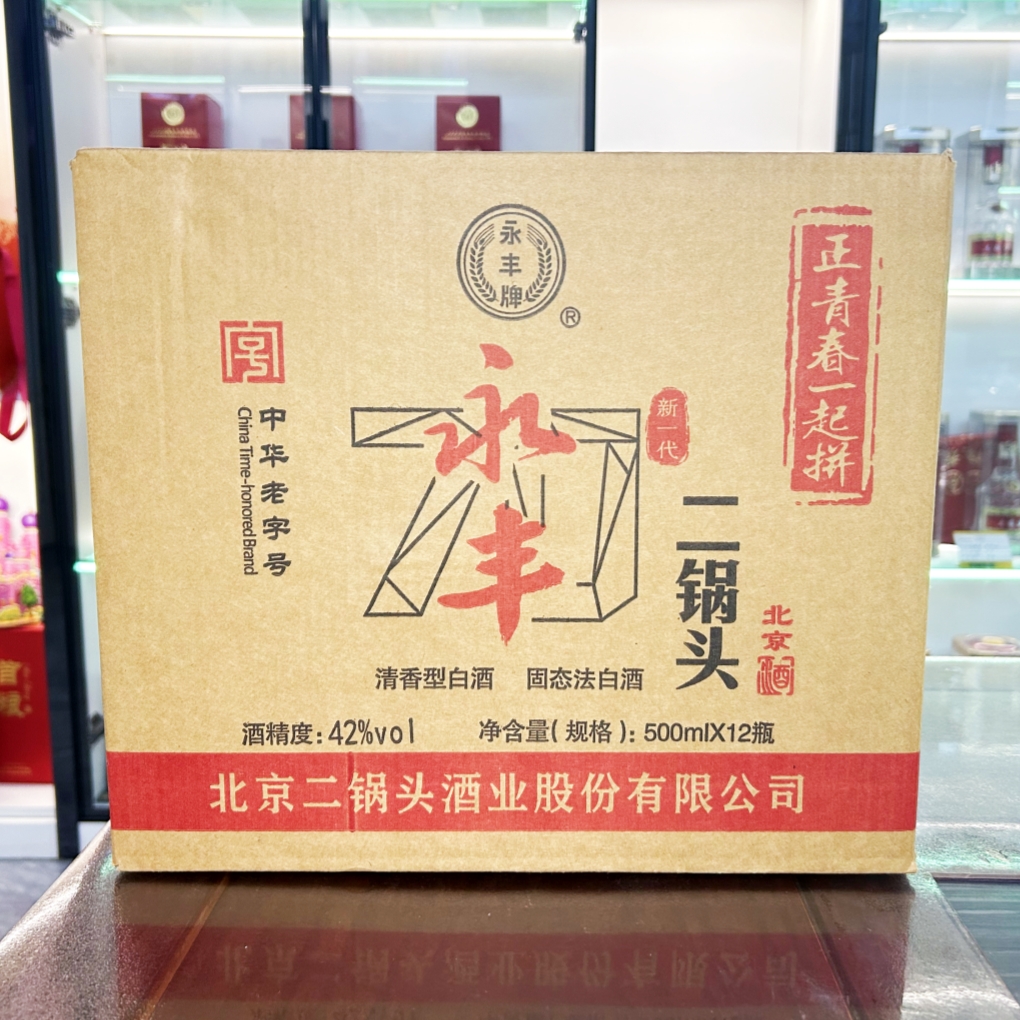 永丰牌
®
正青春一起拼
号
中华老字号
China Time-honored Brand
永丰
新一代
二锅头
北京
酒
清香型白酒 固态法白酒
酒精度：42%vol 净含量（规格）：500mlX12瓶
北京二锅头酒业股份有限公司